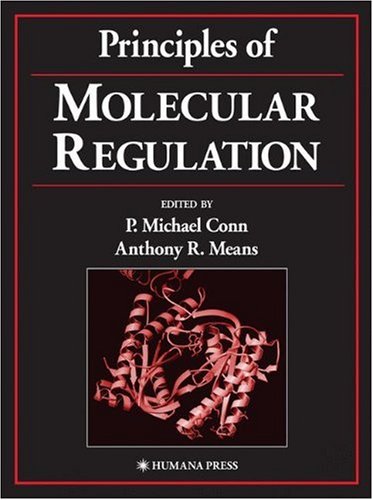 Principles of
MOLECULAR
REGULATION
EDITED BY
P. Michael Conn
Anthony R. Means
HUMANA PRESS